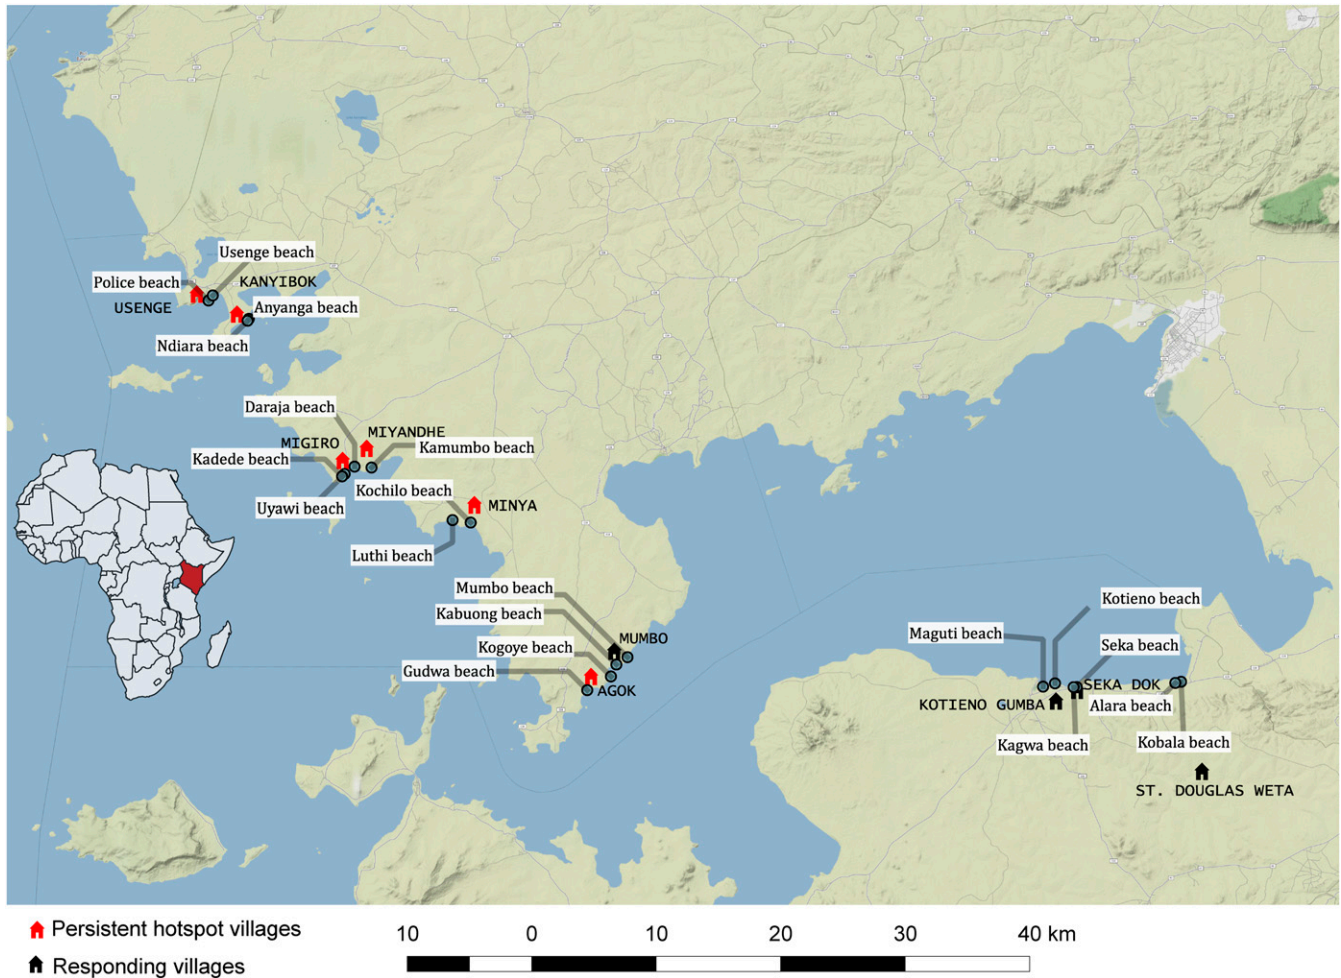 Usenge beach
Police beach
KANYIBOK
USENGE
Anyanga beach
Ndiara beach
Daraja beach
MIYANDHE
MIGIRO
Kamumbo beach
Kadede beach
Kochilo beach
Uyawi beach
MINYA
Luthi beach
Mumbo beach
Kabuong beach
Kogoye beach
MUMBO
Gudwa beach
AGOK
Kotieno beach
Maguti beach
Seka beach
SEKA DOK
KOTIENO GUMBA
Alara beach
Kagwa beach
Kobala beach
ST. DOUGLAS WETA
Persistent hotspot villages
Responding villages
10 0 10 20 30 40 km